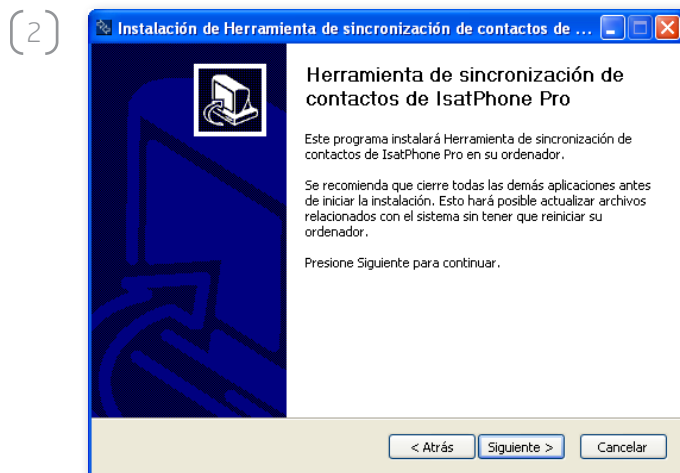 (2)
Instalación de Herramienta de sincronización de contactos de ...
Herramienta de sincronización de
contactos de IsatPhone Pro
Este programa instalará Herramienta de sincronización de
contactos de IsatPhone Pro en su ordenador.
Se recomienda que cierre todas las demás aplicaciones antes
de iniciar la instalación. Esto hará posible actualizar archivos
relacionados con el sistema sin tener que reiniciar su
ordenador.
Presione Siguiente para continuar.
< Atrás Siguiente > Cancelar